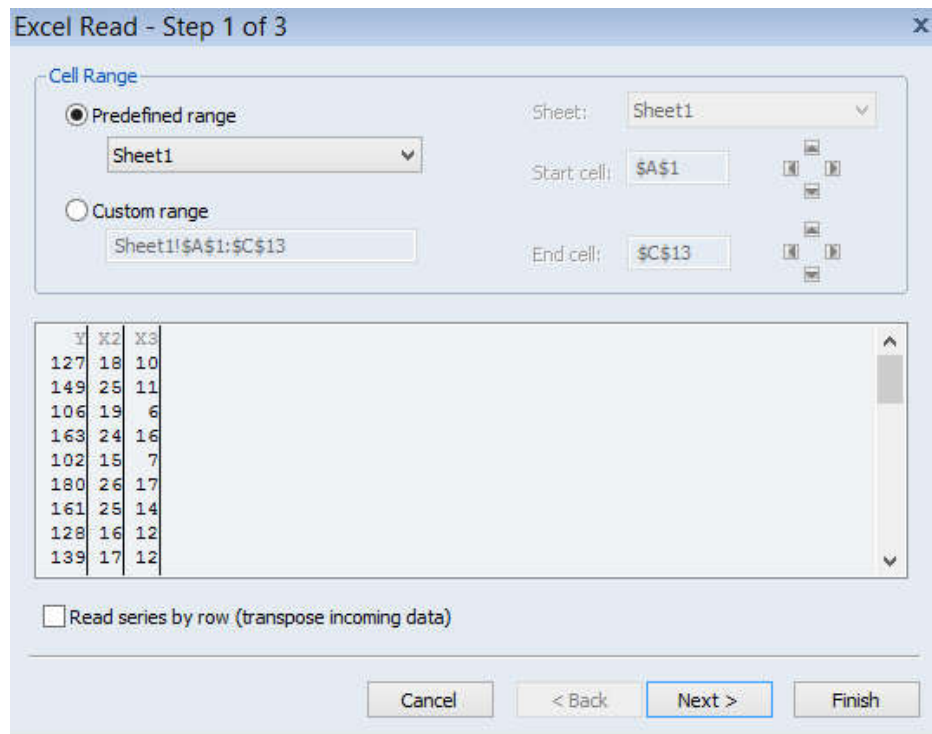 Excel Read - Step 1 of 3
x
Cell Range
Predefined range
Sheet1
Custom range
Sheet1!$A$1:$C$13
Sheet: Sheet1
Start cell: $A$1
End cell: $C$13
Y X2 X3
127 18 10
149 25 11
106 19 6
163 24 16
102 15 7
180 26 17
161 25 14
128 16 12
139 17 12
Read series by row (transpose incoming data)
Cancel < Back Next > Finish